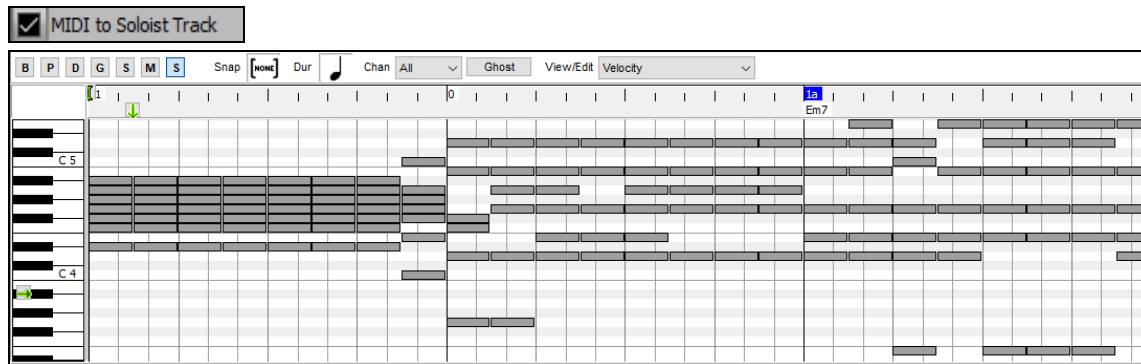 MIDI to Soloist Track
B P D G S M S Snap [NONE] Dur Chan All Ghost View/Edit Velocity
1 0 1a
Em7
C 5
C 4